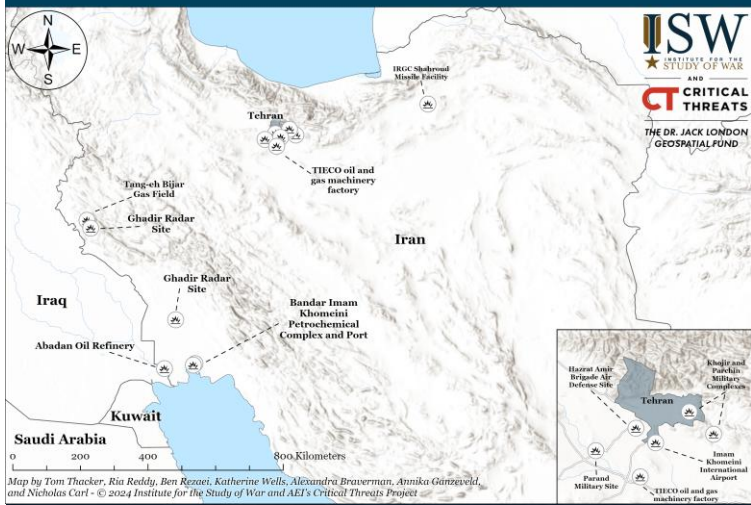 N
W E
S
ISW
INSTITUTE FOR THE
STUDY OF WAR
AND
CT CRITICAL
THREATS
THE DR. JACK LONDON
GEOSPATIAL FUND
IRGC Shahroud
Missile Facility
Tehran
TIECO oil and
gas machinery
factory
Tang-eh Bijar
Gas Field
Ghadir Radar
Site
Iran
Iraq
Ghadir Radar
Site
Bandar Imam
Khomeini
Petrochemical
Complex and Port
Abadan Oil Refinery
Kuwait
Saudi Arabia
0 200 400 800 Kilometers
Map by Tom Thacker, Ria Reddy, Ben Rezaei, Katherine Wells, Alexandra Braverman, Annika Ganzeveld,
and Nicholas Carl - © 2024 Institute for the Study of War and AEI's Critical Threats Project
Hazrat Amir
Brigade Air
Defense Site
Khojir and
Parchin
Military
Complexes
Tehran
Parand
Military Site
Imam
Khomeini
International
Airport
TIECO oil and gas
machinery factory